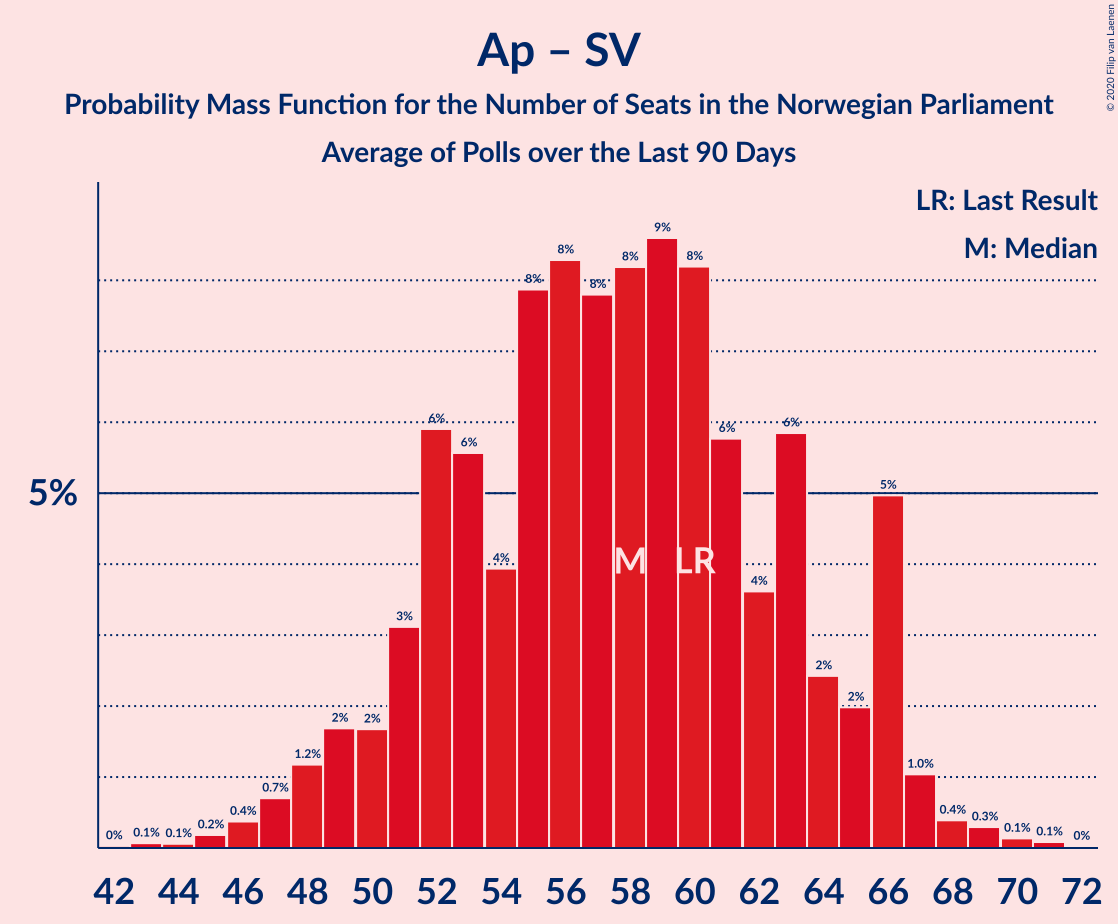 Ap – SV
Probability Mass Function for the Number of Seats in the Norwegian Parliament
Average of Polls over the Last 90 Days
© 2020 Filip van Laenen
LR: Last Result
M: Median
5%
0% 0.1% 0.1% 0.2% 0.4% 0.7% 1.2% 2% 2% 3% 6% 6% 4% 8% 8% 8% 8% 9% 8% 6% 4% 6% 2% 2% 5% 1.0% 0.4% 0.3% 0.1% 0.1% 0%
M LR
42 44 46 48 50 52 54 56 58 60 62 64 66 68 70 72